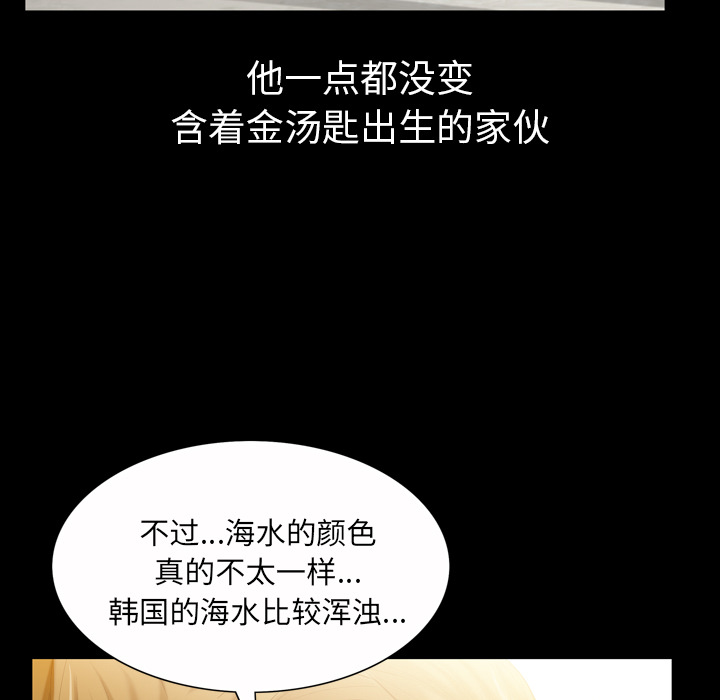 他一点都没变
含着金汤匙出生的家伙
不过...海水的颜色
真的不太一样...
韩国的海水比较浑浊...